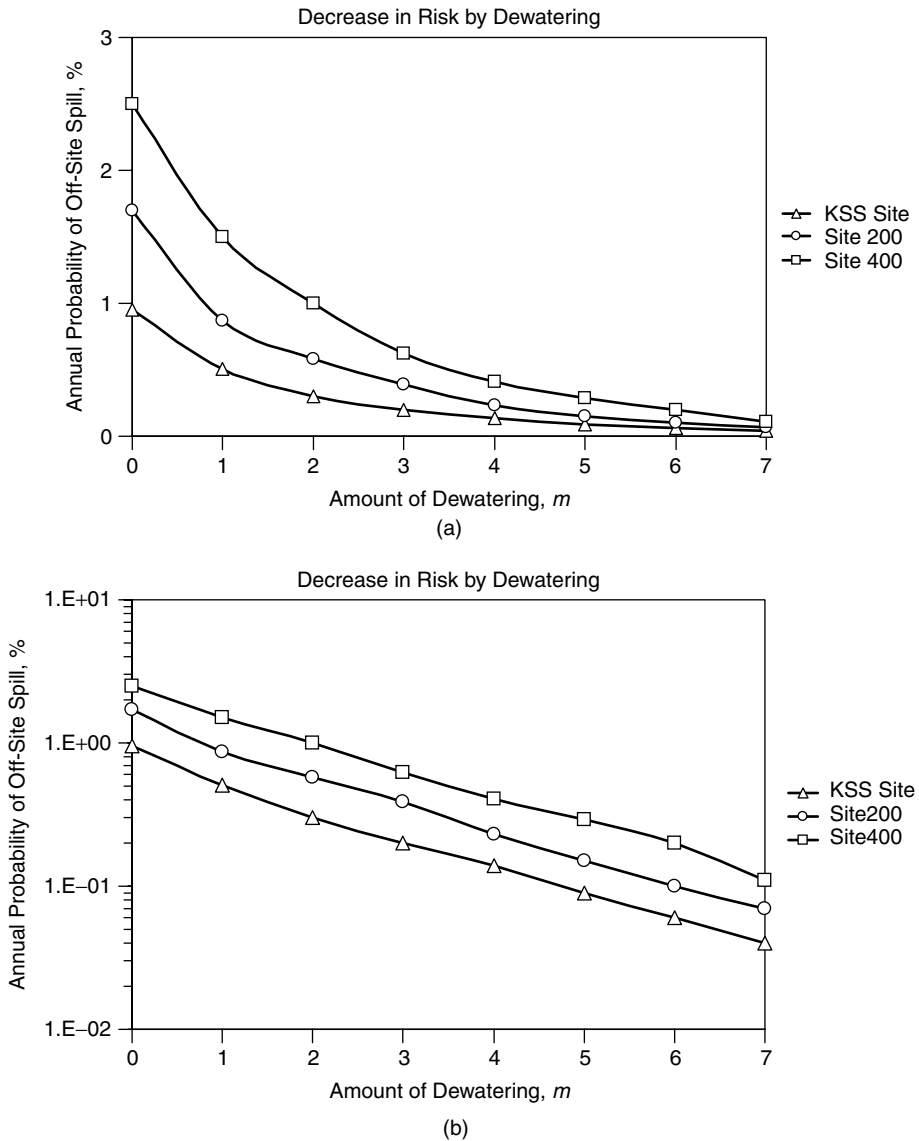 Decrease in Risk by Dewatering
Annual Probability of Off-Site Spill, %
3
2
1
0
0 1 2 3 4 5 6 7
Amount of Dewatering, m
KSS Site
Site 200
Site 400
(a)
Decrease in Risk by Dewatering
Annual Probability of Off-Site Spill, %
1.E+01
1.E+00
1.E−01
1.E−02
0 1 2 3 4 5 6 7
Amount of Dewatering, m
KSS Site
Site200
Site400
(b)